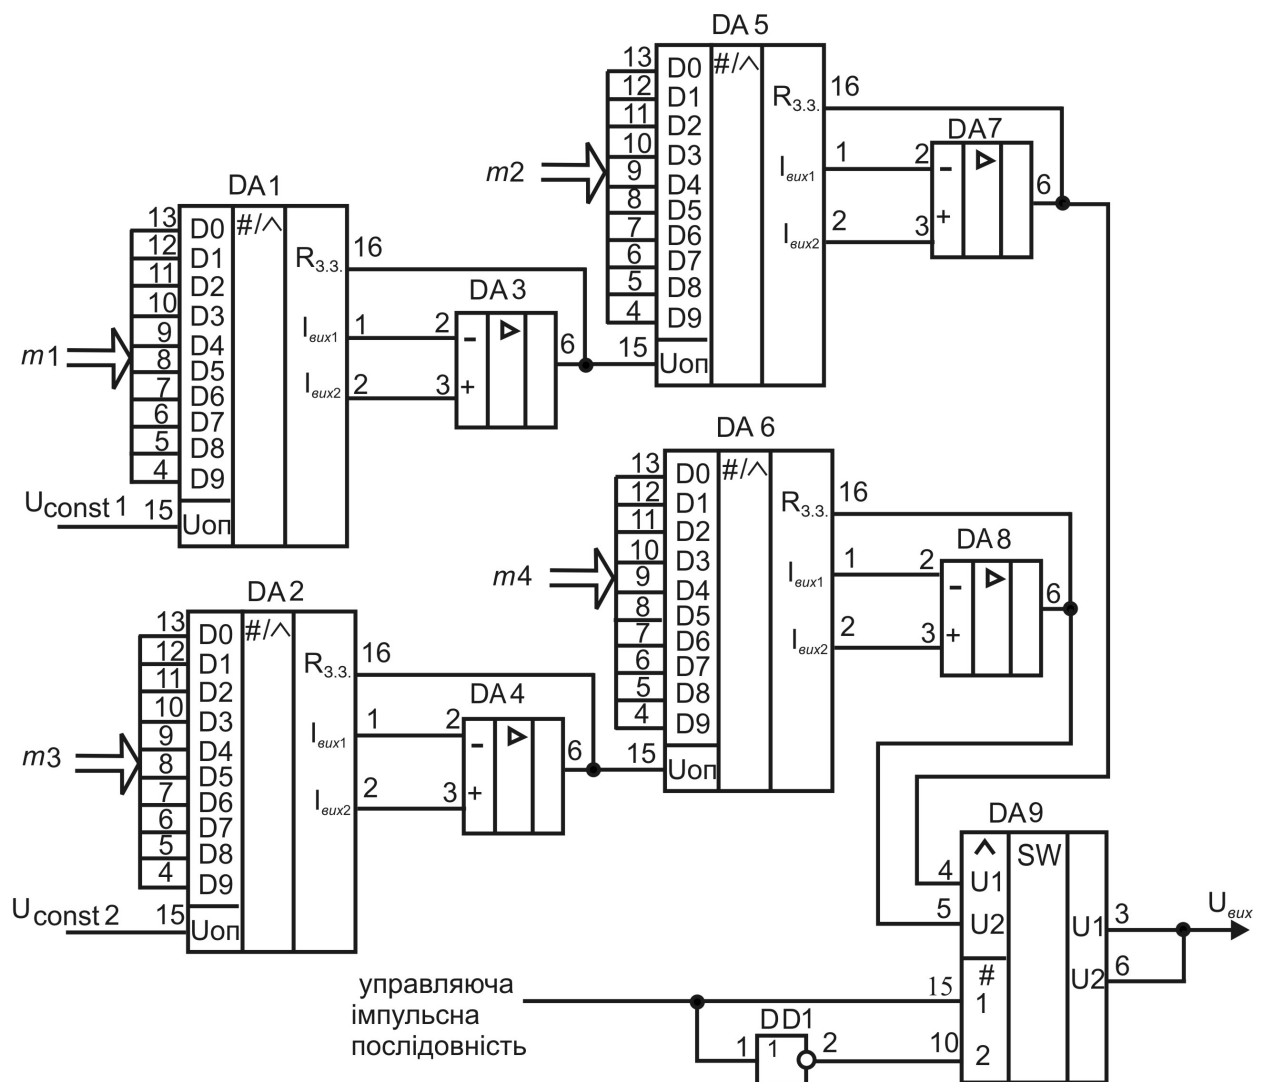 DA5
13 D0 #/^
12 D1
11 D2
10 D3
9 D4
8 D5
7 D6
6 D7
5 D8
4 D9
15 Uоп
R3.3. 16
Iвих1 1
Iвих2 2
m2
DA7
2 -
3 +
6
DA1
13 D0 #/^
12 D1
11 D2
10 D3
9 D4
8 D5
7 D6
6 D7
5 D8
4 D9
Uconst1 15 Uоп
R3.3. 16
Iвих1 1
Iвих2 2
m1
DA3
2 -
3 +
6
DA6
13 D0 #/^
12 D1
11 D2
10 D3
9 D4
8 D5
7 D6
6 D7
5 D8
4 D9
15 Uоп
R3.3. 16
Iвих1 1
Iвих2 2
m4
DA8
2 -
3 +
6
DA2
13 D0 #/^
12 D1
11 D2
10 D3
9 D4
8 D5
7 D6
6 D7
5 D8
4 D9
Uconst2 15 Uоп
R3.3. 16
Iвих1 1
Iвих2 2
m3
DA4
2 -
3 +
6
DA9
^ SW
4 U1
5 U2
U1 3
U2 6
Uвих
#
15 1
10 2
управляюча
імпульсна
послідовність
DD1
1 1 2